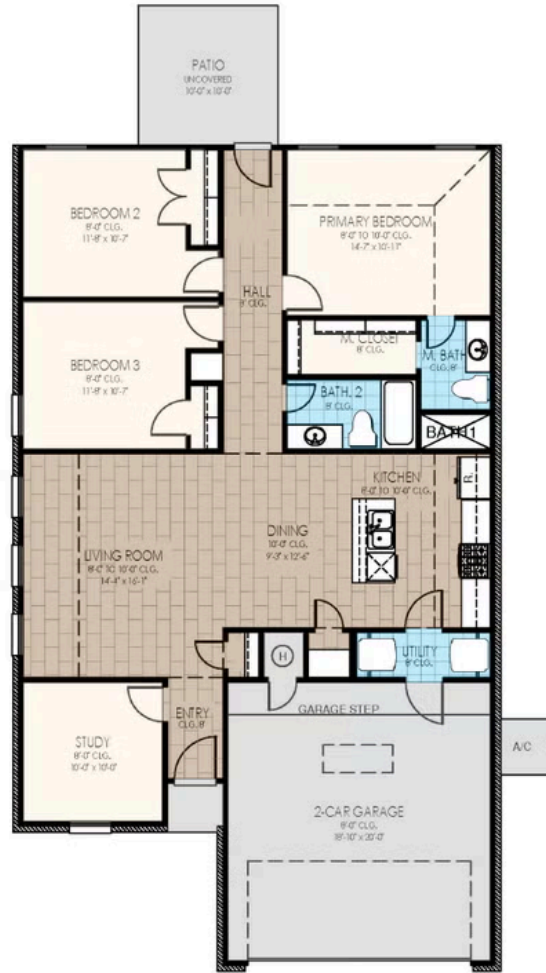 PATIO
UNCOVERED
10'-0" x 10'-0"
BEDROOM 2
8'-0" CLG.
11'-8" x 10'-7"
PRIMARY BEDROOM
8'-0" TO 10'-0" CLG.
14'-7" x 10'-11"
HALL
8' CLG.
M. CLOSET
8' CLG.
M. BATH
CLG. 8'
BEDROOM 3
8'-0" CLG.
11'-8" x 10'-7"
BATH. 2
8' CLG.
BATH1
KITCHEN
8'-0" TO 10'-0" CLG.
R.
DINING
10'-0" CLG.
9'-3" x 12'-6"
LIVING ROOM
8'-0" TO 10'-0" CLG.
14'-4" x 16'-1"
H
UTILITY
8' CLG.
ENTRY
CLG. 8'
GARAGE STEP
STUDY
8'-0" CLG.
10'-0" x 10'-0"
A/C
2-CAR GARAGE
8'-0" CLG.
18'-10" x 20'-0"